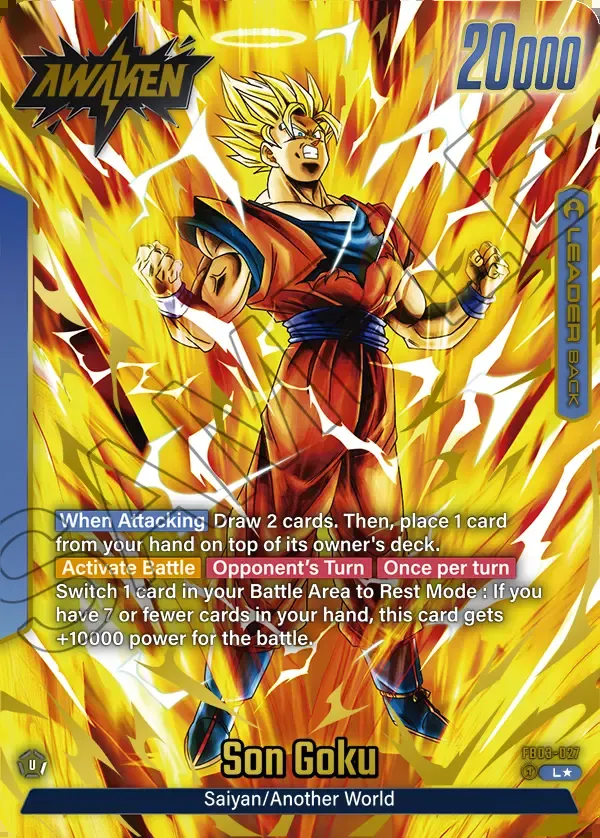 AWAKEN
20000
LEADER BACK
When Attacking Draw 2 cards. Then, place 1 card
from your hand on top of its owner's deck.
Activate Battle Opponent's Turn Once per turn
Switch 1 card in your Battle Area to Rest Mode : If you
have 7 or fewer cards in your hand, this card gets
+10000 power for the battle.
U
Son Goku
FB03-027
L★
Saiyan/Another World
SAMPLE